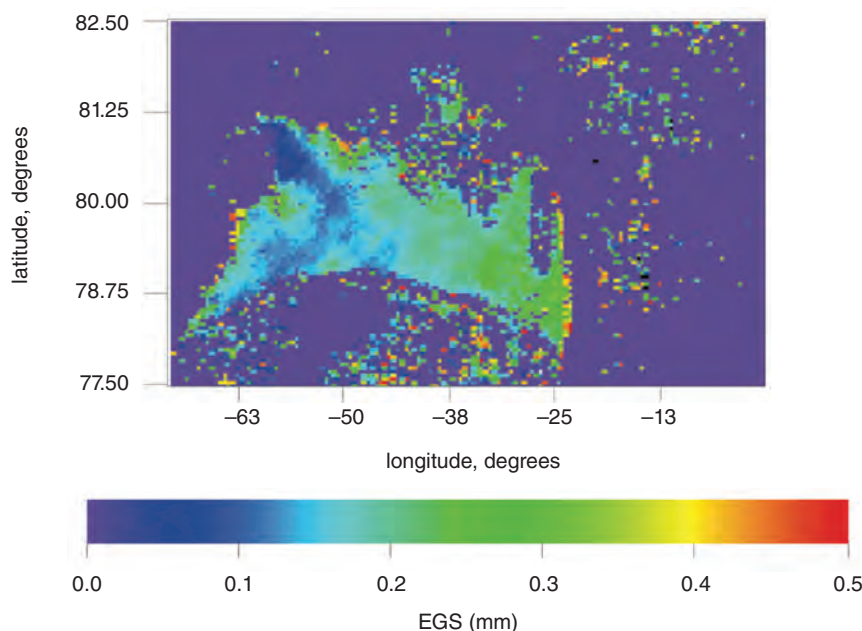 82.50
81.25
80.00
78.75
77.50
latitude, degrees
–63 –50 –38 –25 –13
longitude, degrees
0.0 0.1 0.2 0.3 0.4 0.5
EGS (mm)